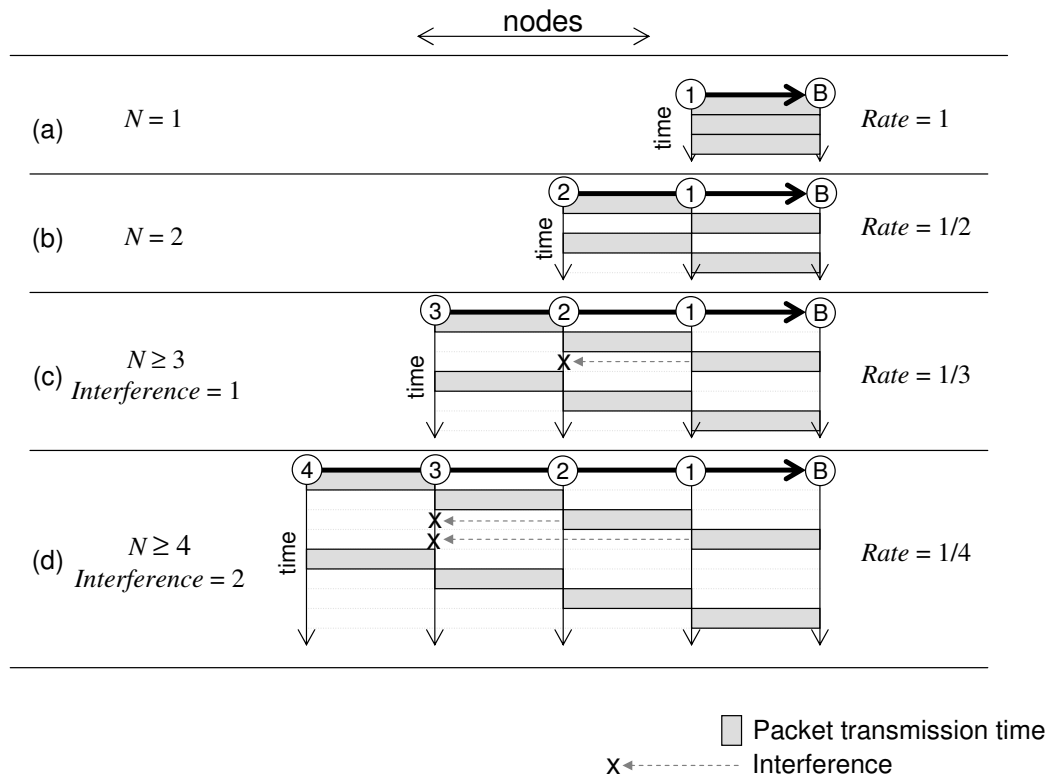 nodes
(a) N = 1 time 1 B Rate = 1
(b) N = 2 time 2 1 B Rate = 1/2
(c) N ≥ 3 Interference = 1 time 3 2 1 B X Rate = 1/3
(d) N ≥ 4 Interference = 2 time 4 3 2 1 B X X Rate = 1/4
Packet transmission time
X Interference